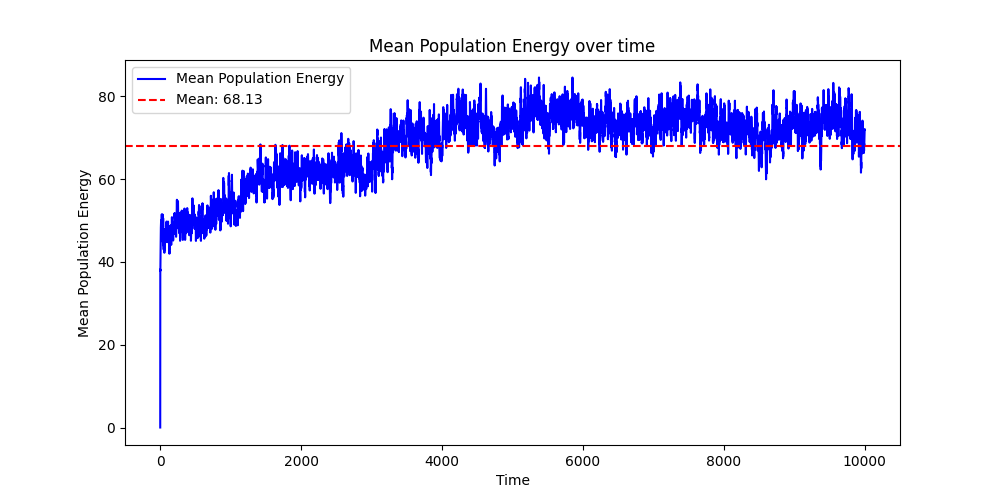 Mean Population Energy over time
Mean Population Energy
Mean: 68.13
Mean Population Energy
80
60
40
20
0
0 2000 4000 6000 8000 10000
Time